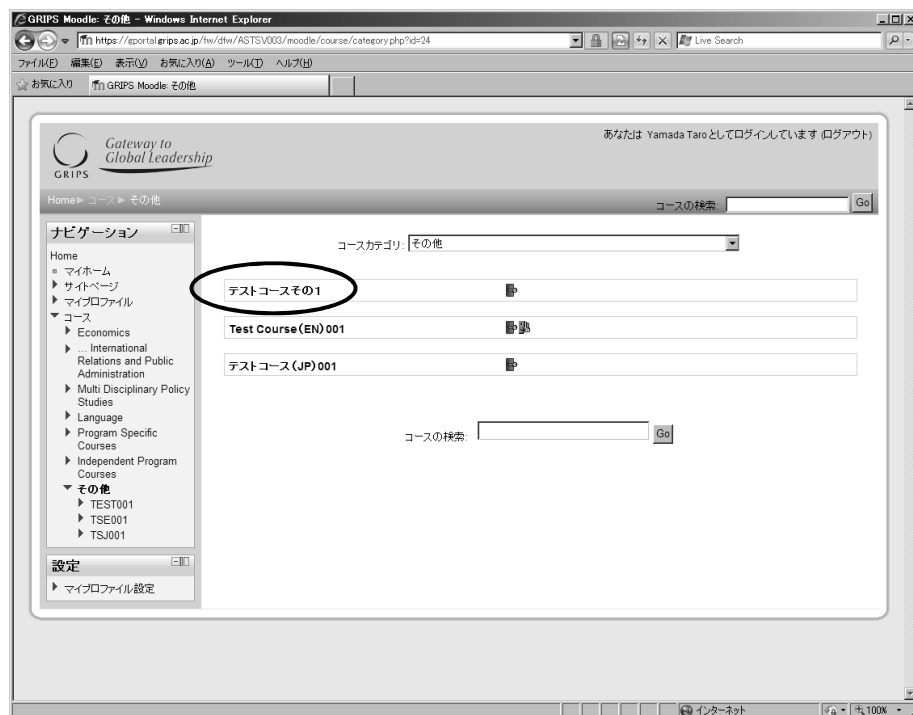 GRIPS Moodle: その他 - Windows Internet Explorer
https://eportal.grips.ac.jp/fw/dfw/ASTSV003/moodle/course/category.php?id=24
Live Search
ファイル(F) 編集(E) 表示(V) お気に入り(A) ツール(T) ヘルプ(H)
お気に入り
GRIPS Moodle: その他
GRIPS
Gateway to
Global Leadership
あなたは Yamada Taroとしてログインしています (ログアウト)
Home ► コース ► その他
コースの検索:
Go
ナビゲーション
Home
マイホーム
サイトページ
マイプロファイル
コース
Economics
... International
Relations and Public
Administration
Multi Disciplinary Policy
Studies
Language
Program Specific
Courses
Independent Program
Courses
その他
TEST001
TSE001
TSJ001
設定
マイプロファイル設定
コースカテゴリ: その他
テストコースその1
Test Course(EN)001
テストコース(JP)001
コースの検索:
Go
インターネット
100%